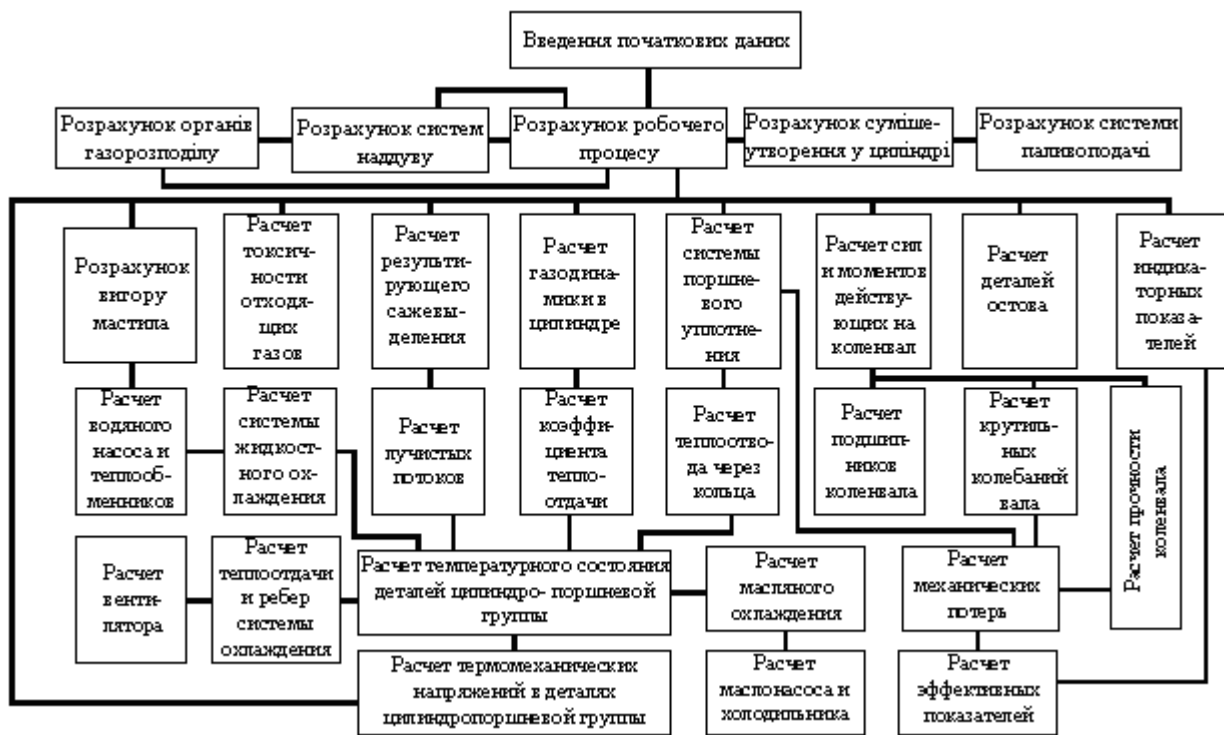 Введення початкових даних
Розрахунок органів
газорозподілу
Розрахунок систем
наддуву
Розрахунок робочего
процесу
Розрахунок суміше-
утворення у циліндрі
Розрахунок системи
паливоподачі
Розрахунок
вигору
мастила
Расчет
токсич-
ности
отходя-
щих
газов
Расчет
результи-
рующего
сажевы-
деления
Расчет
газодина-
мики в
цилиндре
Расчет
системы
поршне-
вого
уплотне-
ния
Расчет сил
и моментов
действу-
ющих на
коленвал
Расчет
деталей
остова
Расчет
индика-
торных
показа-
телей
Расчет
водяного
насоса и
теплооб-
менников
Расчет
системы
жидкост-
ного ох-
лаждения
Расчет
лучистых
потоков
Расчет
коэффи-
циента
тепло-
отдачи
Расчет
теплоотво-
да через
кольца
Расчет
подшип-
ников
коленвала
Расчет
крутиль-
ных
колебаний
вала
Расчет прочности
коленвала
Расчет
венти-
лятора
Расчет
теплоотдачи
и ребер
системы
охлаждения
Расчет температурного состояния
деталей цилиндро- поршневой
группы
Расчет
масляного
охлаждения
Расчет
механических
потерь
Расчет термомеханических
напряжений в деталях
цилиндропоршневой группы
Расчет
маслонасоса и
холодильника
Расчет
эффективных
показателей